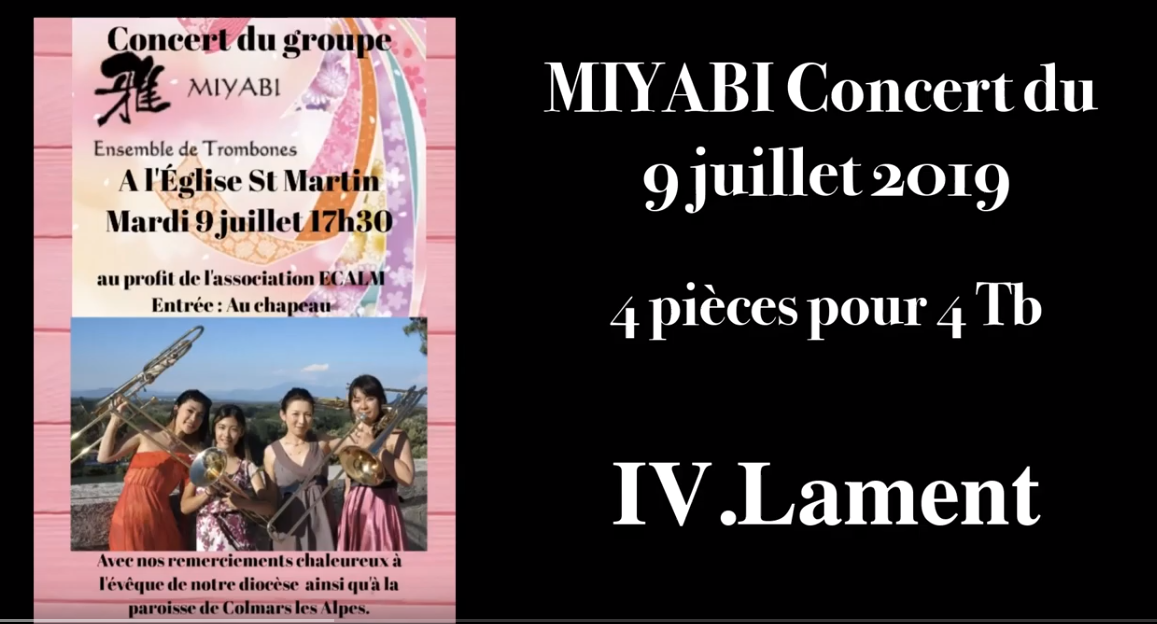 Concert du groupe
雅 MIYABI
Ensemble de Trombones
A l'Église St Martin
Mardi 9 juillet 17h30
au profit de l'association ECALM
Entrée : Au chapeau
Avec nos remerciements chaleureux à
l'évêque de notre diocèse ainsi qu'à la
paroisse de Colmars les Alpes.
MIYABI Concert du
9 juillet 2019
4 pièces pour 4 Tb
IV.Lament